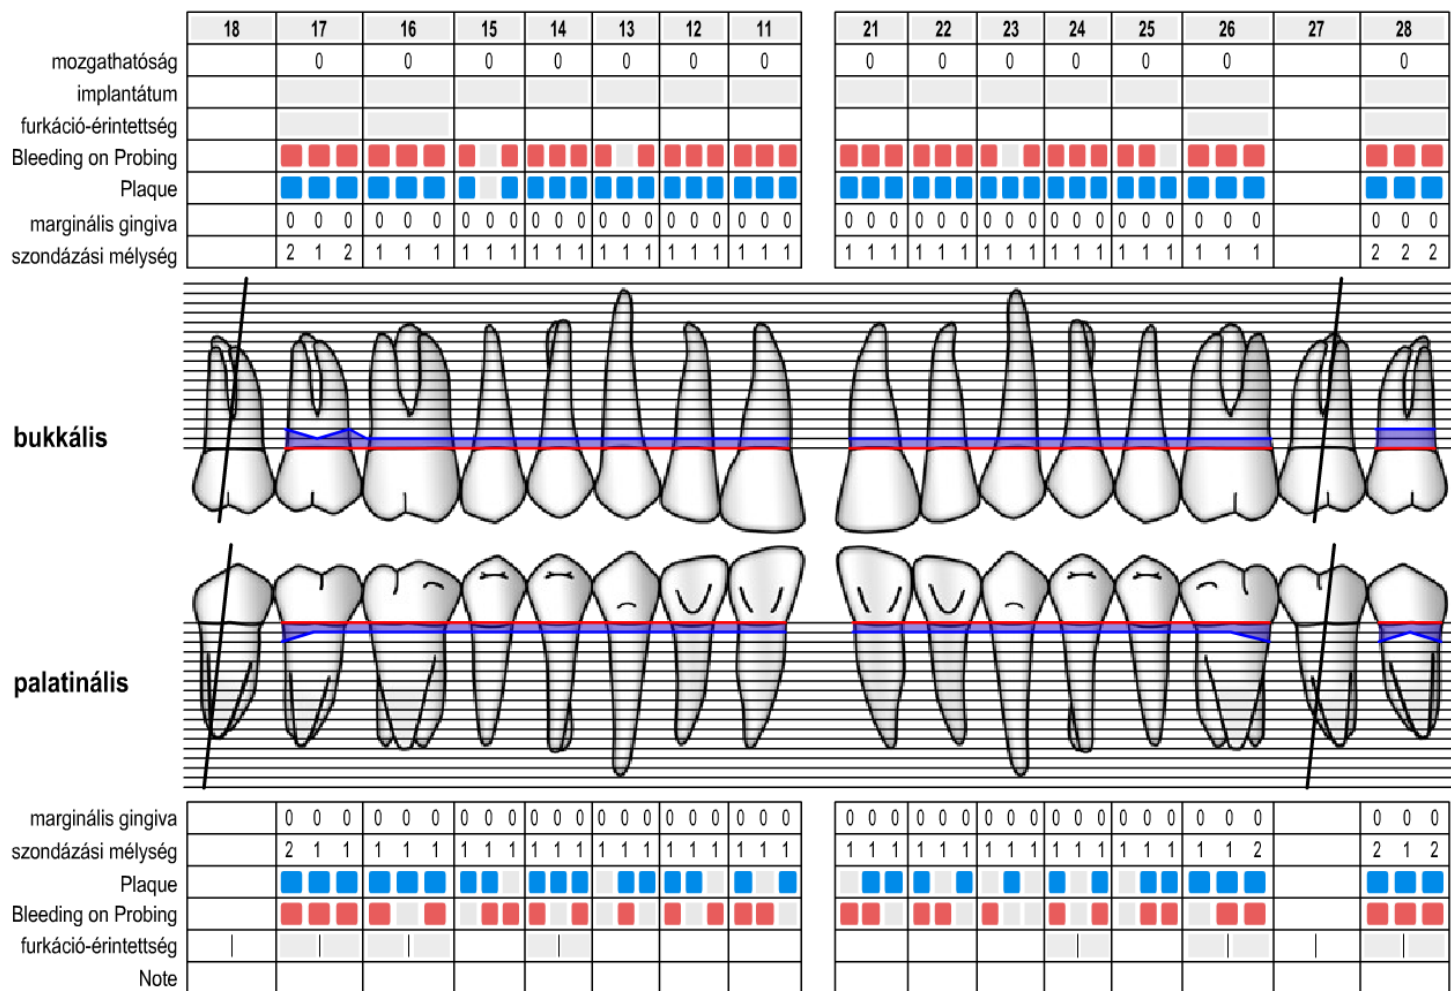 18 17 16 15 14 13 12 11 21 22 23 24 25 26 27 28
mozgathatóság 0 0 0 0 0 0 0 0 0 0 0 0 0 0
implantátum
furkáció-érintettség
Bleeding on Probing
Plaque
marginális gingiva 0 0 0 0 0 0 0 0 0 0 0 0 0 0 0 0 0 0 0 0 0 0 0 0 0 0 0 0 0 0 0 0 0 0 0 0 0 0 0 0 0 0
szondázási mélység 2 1 2 1 1 1 1 1 1 1 1 1 1 1 1 1 1 1 1 1 1 1 1 1 1 1 1 1 1 1 1 1 1 1 1 1 1 1 1 2 2 2
bukkális
palatinális
marginális gingiva 0 0 0 0 0 0 0 0 0 0 0 0 0 0 0 0 0 0 0 0 0 0 0 0 0 0 0 0 0 0 0 0 0 0 0 0 0 0 0 0 0 0
szondázási mélység 2 1 1 1 1 1 1 1 1 1 1 1 1 1 1 1 1 1 1 1 1 1 1 1 1 1 1 1 1 1 1 1 1 1 1 1 1 1 2 2 1 2
Plaque
Bleeding on Probing
furkáció-érintettség
Note